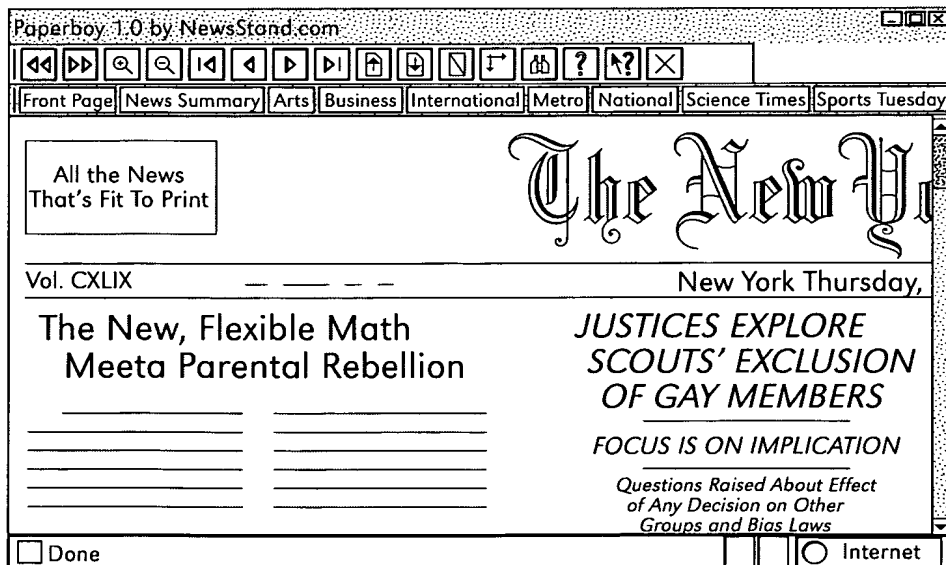 Paperboy 1.0 by NewsStand.com
?
?
Front Page News Summary Arts Business International Metro National Science Times Sports Tuesday
All the News
That's Fit To Print
The New Yo
Vol. CXLIX
New York Thursday,
The New, Flexible Math
Meeta Parental Rebellion
JUSTICES EXPLORE
SCOUTS' EXCLUSION
OF GAY MEMBERS
FOCUS IS ON IMPLICATION
Questions Raised About Effect
of Any Decision on Other
Groups and Bias Laws
Done
Internet